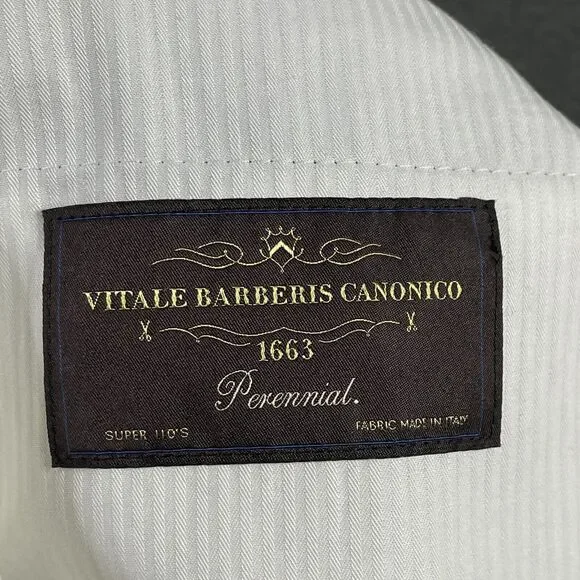 VITALE BARBERIS CANONICO
1663
Perennial.
SUPER 110'S
FABRIC MADE IN ITALY